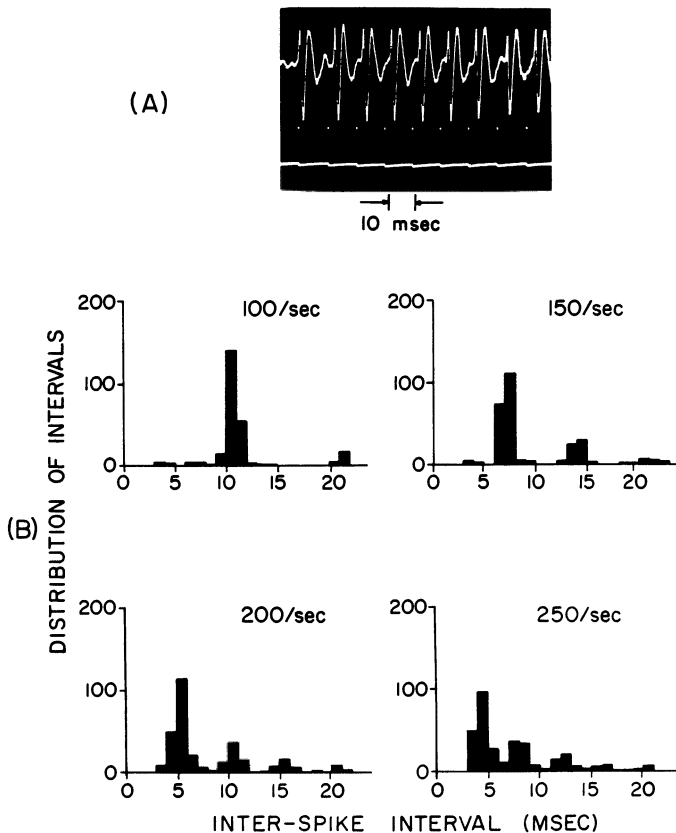 (A)
10 msec
(B)
DISTRIBUTION OF INTERVALS
100/sec
200
100
0
0 5 10 15 20
150/sec
200
100
0
0 5 10 15 20
200/sec
200
100
0
0 5 10 15 20
250/sec
200
100
0
0 5 10 15 20
INTER-SPIKE INTERVAL (MSEC)